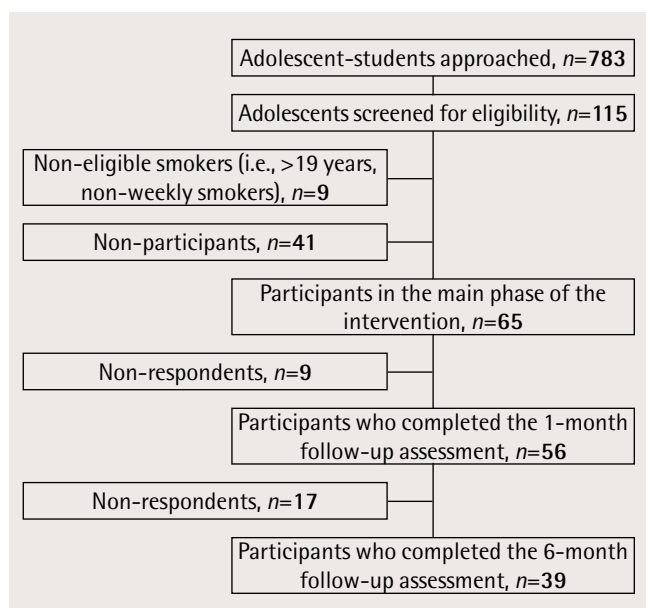 Adolescent-students approached, n=783
Adolescents screened for eligibility, n=115
Non-eligible smokers (i.e., >19 years,
non-weekly smokers), n=9
Non-participants, n=41
Participants in the main phase of the
intervention, n=65
Non-respondents, n=9
Participants who completed the 1-month
follow-up assessment, n=56
Non-respondents, n=17
Participants who completed the 6-month
follow-up assessment, n=39